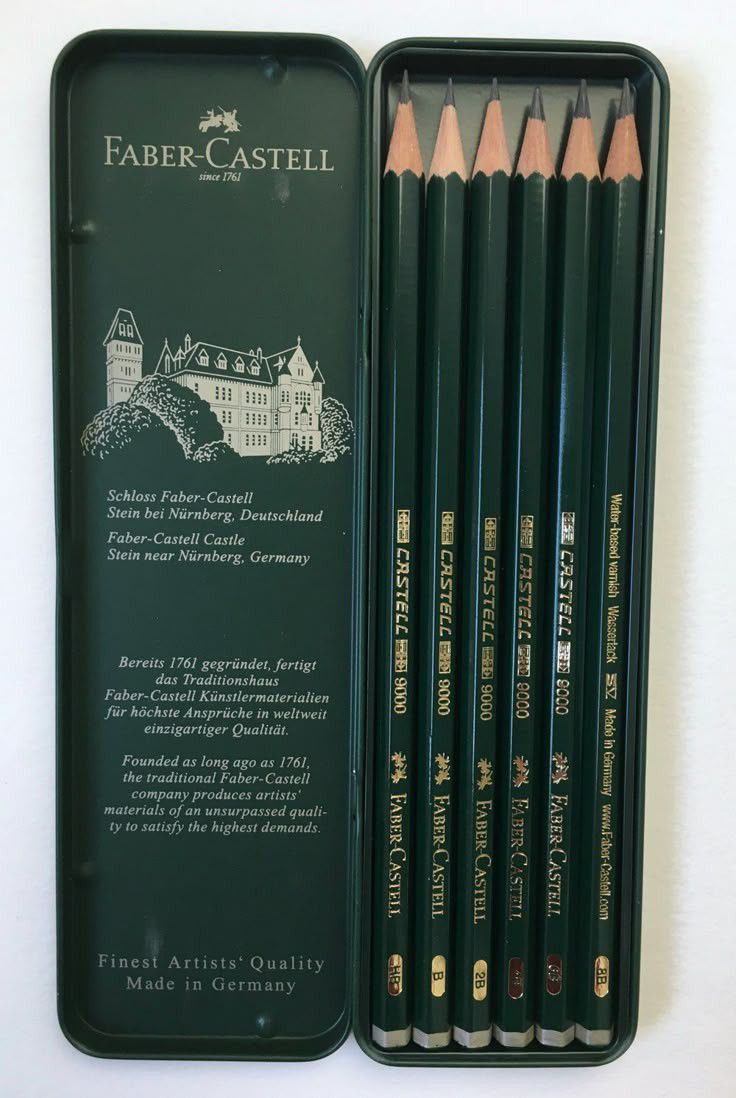 FABER-CASTELL
since 1761
Schloss Faber-Castell
Stein bei Nürnberg, Deutschland
Faber-Castell Castle
Stein near Nürnberg, Germany
Bereits 1761 gegründet, fertigt
das Traditionshaus
Faber-Castell Künstlermaterialien
für höchste Ansprüche in weltweit
einzigartiger Qualität.
Founded as long ago as 1761,
the traditional Faber-Castell
company produces artists'
materials of an unsurpassed quali-
ty to satisfy the highest demands.
Finest Artists' Quality
Made in Germany
CASTELL 9000 FABER-CASTELL HB
CASTELL 9000 FABER-CASTELL B
CASTELL 9000 FABER-CASTELL 2B
CASTELL 9000 FABER-CASTELL 4B
CASTELL 9000 FABER-CASTELL 6B
Water-based varnish Wasserlack SV Made in Germany www.Faber-Castell.com 8B